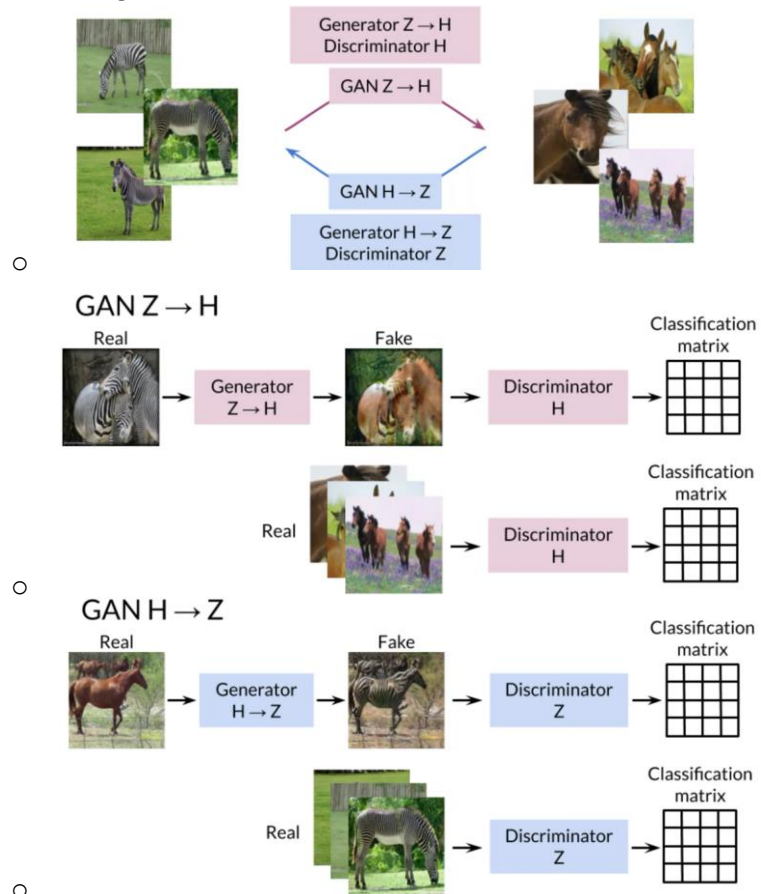 Generator Z → H
Discriminator H
GAN Z → H
GAN H → Z
Generator H → Z
Discriminator Z
GAN Z → H
Real
Fake
Classification
matrix
Generator
Z → H
Discriminator
H
Real
Classification
matrix
Discriminator
H
GAN H → Z
Real
Fake
Classification
matrix
Generator
H → Z
Discriminator
Z
Real
Classification
matrix
Discriminator
Z